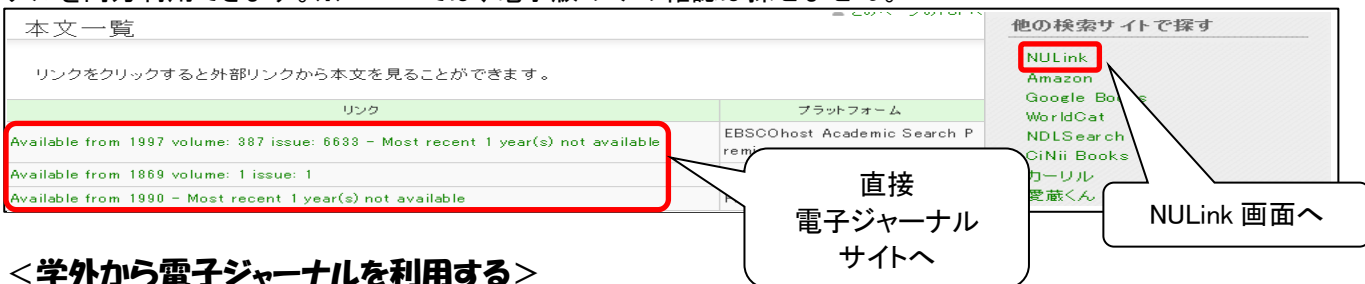 本文一覧
リンクをクリックすると外部リンクから本文を見ることができます。
リンク
プラットフォーム
Available from 1997 volume: 387 issue: 6633 - Most recent 1 year(s) not available
EBSCOhost Academic Search P
Available from 1869 volume: 1 issue: 1
Available from 1990 - Most recent 1 year(s) not available
直接
電子ジャーナル
サイトへ
他の検索サイトで探す
NULink
Amazon
Google
WorldCat
NDLSearch
CiNii Books
カーリル
愛蔵くん
NULink 画面へ
＜学外から電子ジャーナルを利用する＞